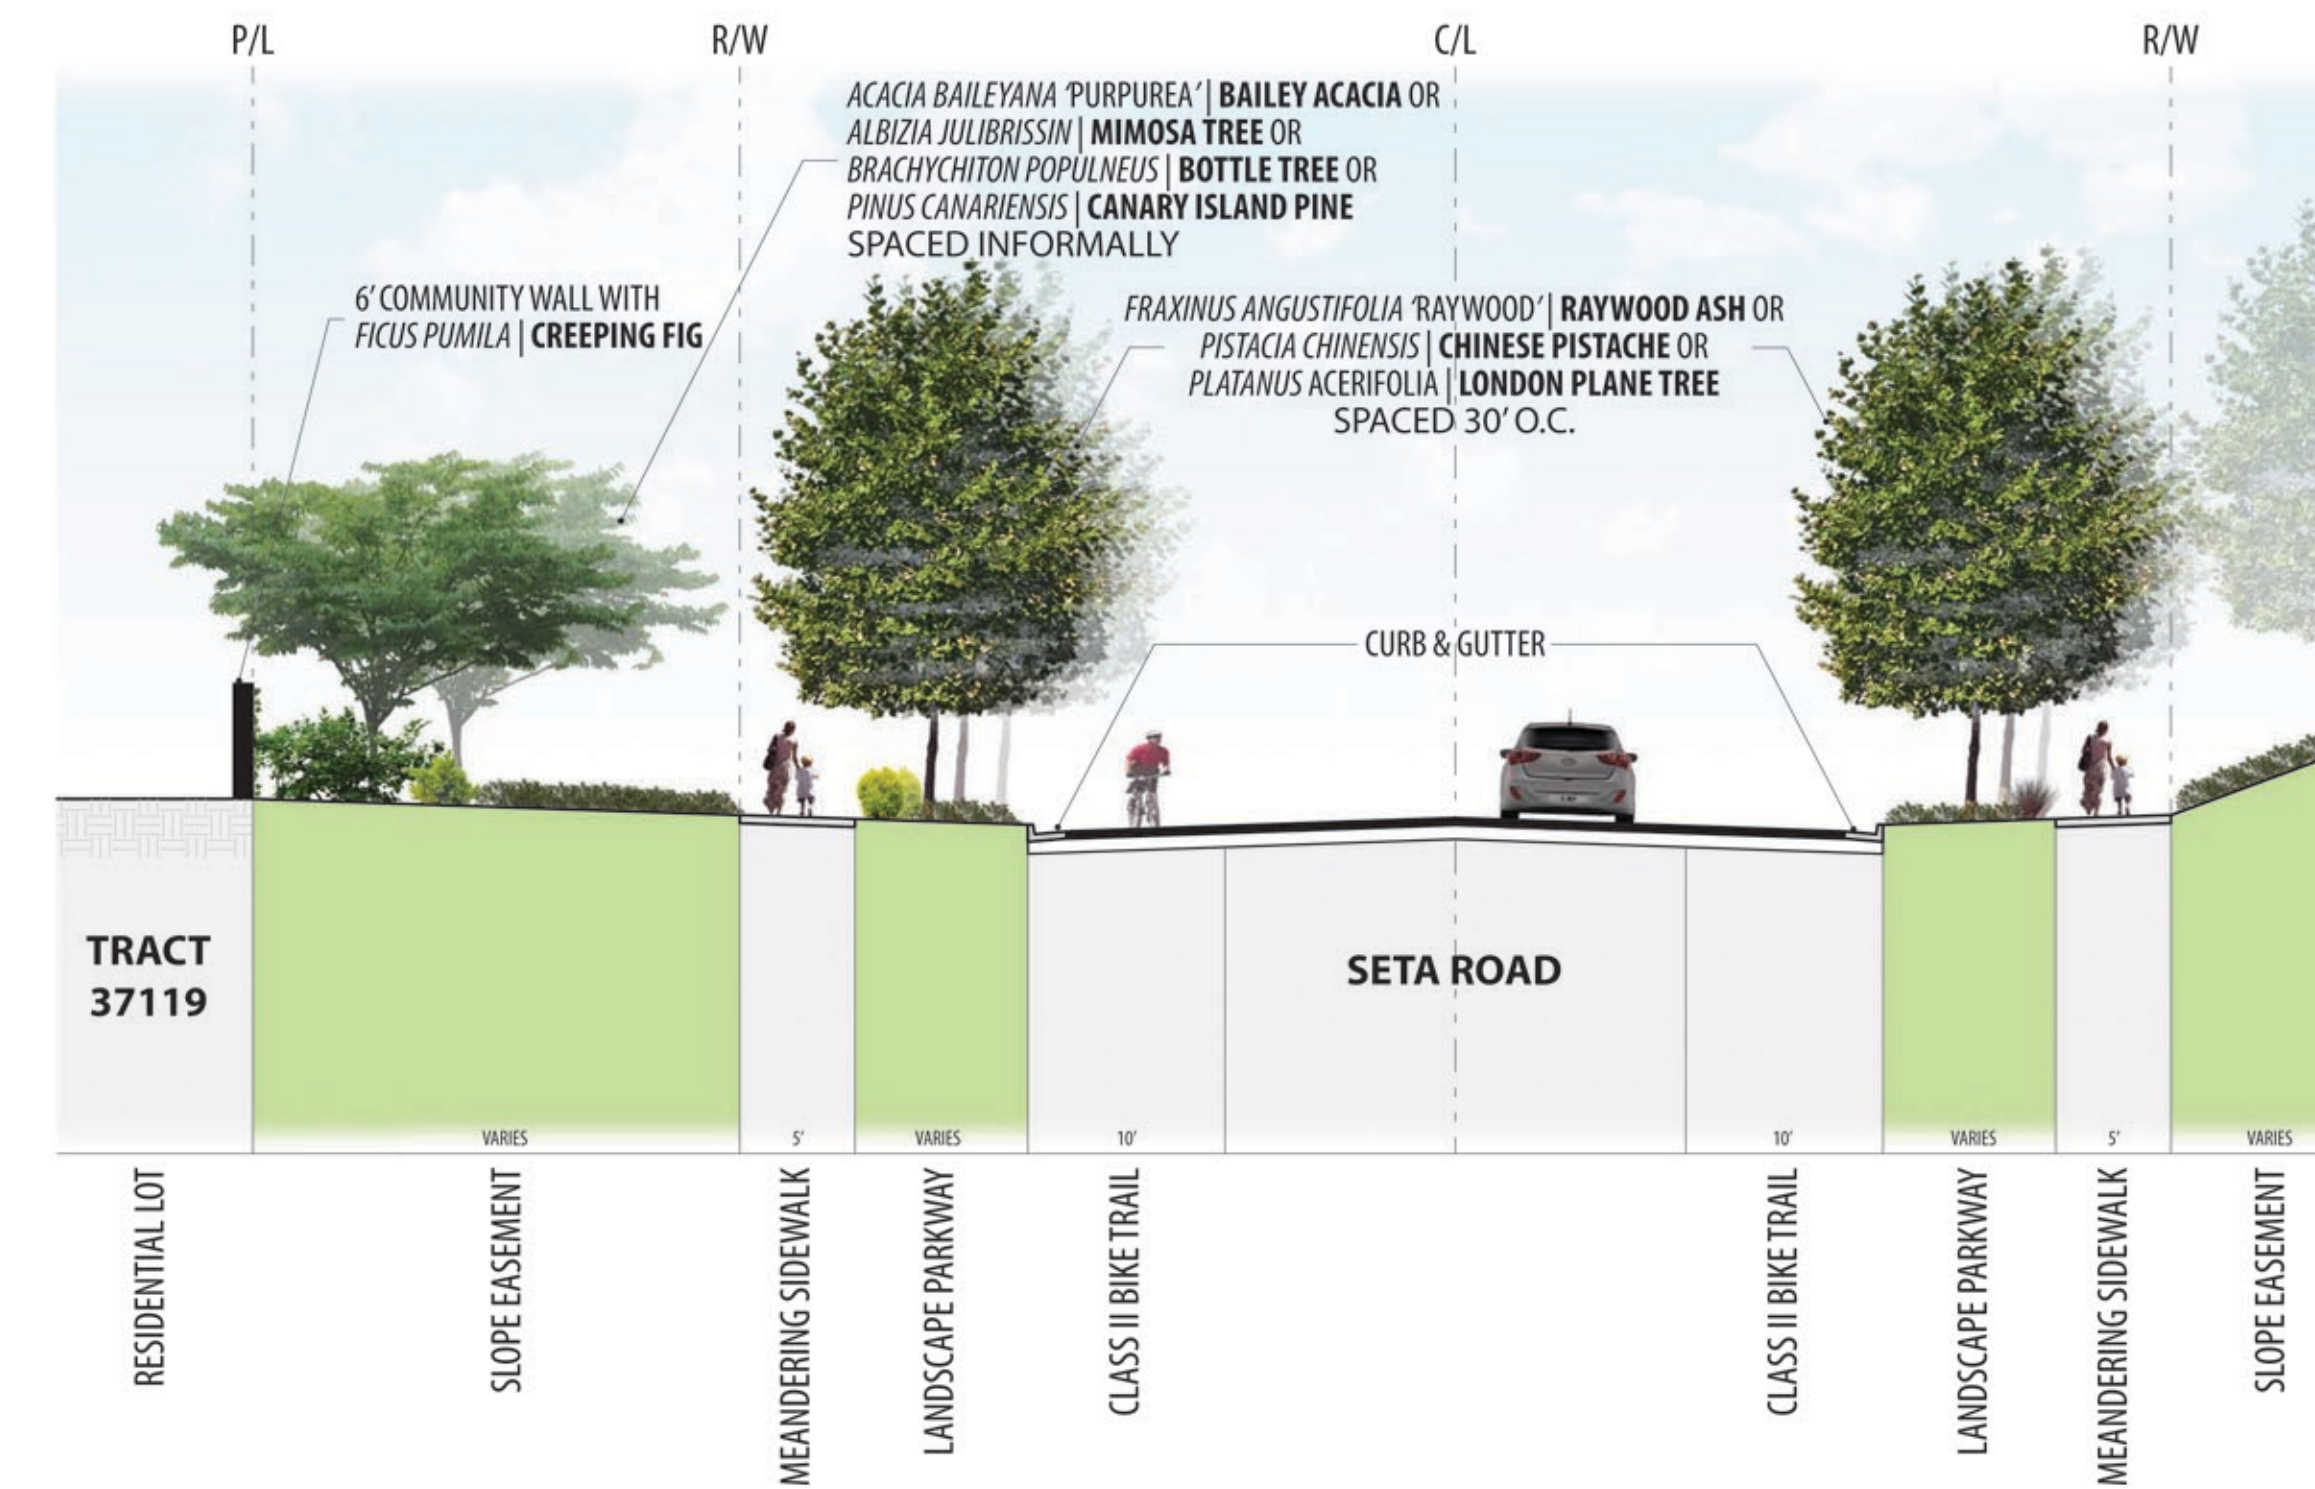 P/L
R/W
C/L
R/W
ACACIA BAILEYANA ‘PURPUREA’ | BAILEY ACACIA OR
ALBIZIA JULIBRISSIN | MIMOSA TREE OR
BRACHYCHITON POPULNEUS | BOTTLE TREE OR
PINUS CANARIENSIS | CANARY ISLAND PINE
SPACED INFORMALLY
6’ COMMUNITY WALL WITH
FICUS PUMILA | CREEPING FIG
FRAXINUS ANGUSTIFOLIA ‘RAYWOOD’ | RAYWOOD ASH OR
PISTACIA CHINENSIS | CHINESE PISTACHE OR
PLATANUS ACERIFOLIA | LONDON PLANE TREE
SPACED 30’ O.C.
CURB & GUTTER
TRACT
37119
SETA ROAD
VARIES
5’
VARIES
10’
10’
VARIES
5’
VARIES
RESIDENTIAL LOT
SLOPE EASEMENT
MEANDERING SIDEWALK
LANDSCAPE PARKWAY
CLASS II BIKE TRAIL
CLASS II BIKE TRAIL
LANDSCAPE PARKWAY
MEANDERING SIDEWALK
SLOPE EASEMENT